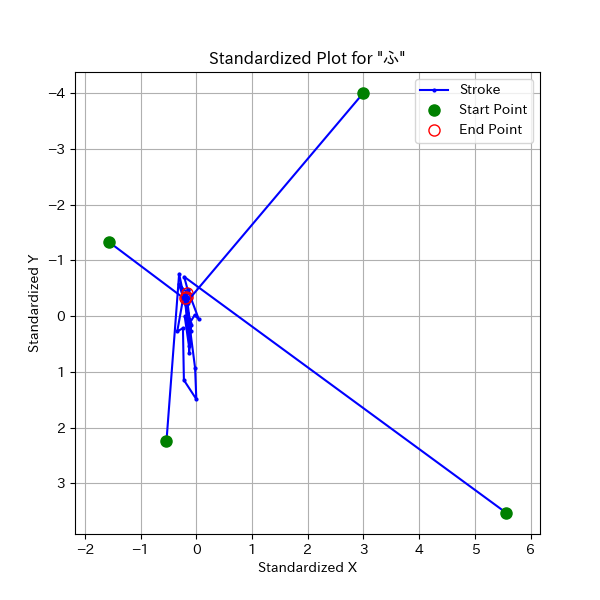 Standardized Plot for "ふ"
Stroke
Start Point
End Point
Standardized Y
−4
−3
−2
−1
0
1
2
3
−2 −1 0 1 2 3 4 5 6
Standardized X